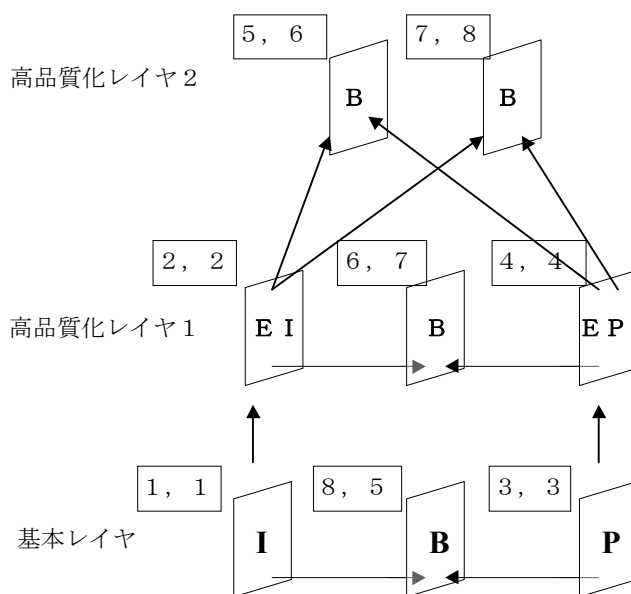 ５，６
７，８
高品質化レイヤ２
Ｂ
Ｂ
２，２
６，７
４，４
高品質化レイヤ１
ＥＩ
Ｂ
ＥＰ
１，１
８，５
３，３
基本レイヤ
I
B
P